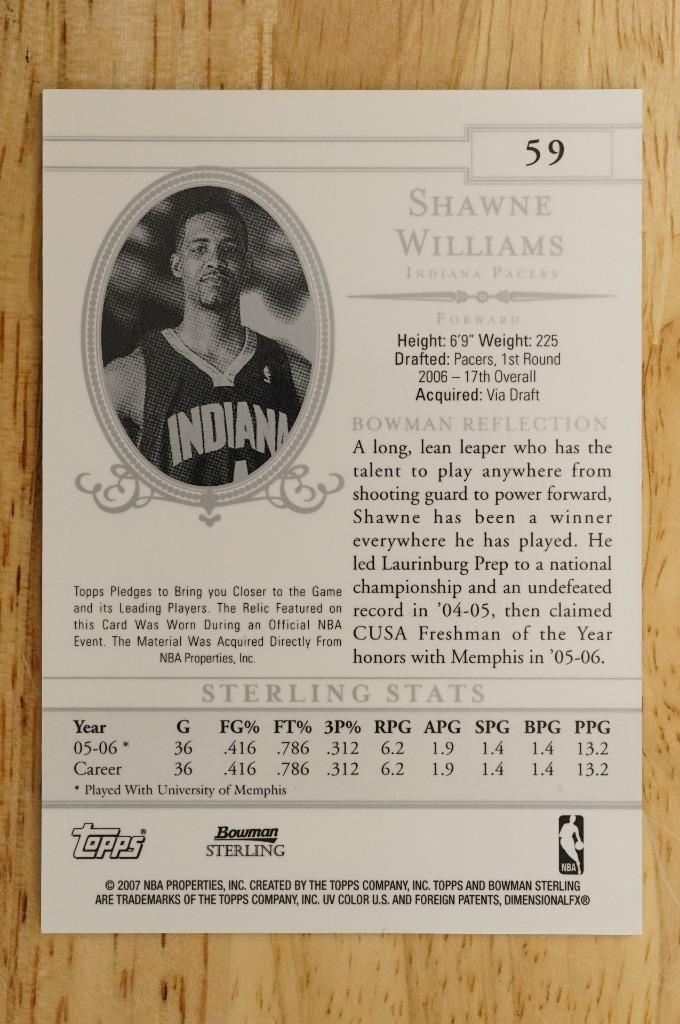 59
SHAWNE
WILLIAMS
INDIANA PACERS
FORWARD
Height: 6'9" Weight: 225
Drafted: Pacers, 1st Round
2006 – 17th Overall
Acquired: Via Draft
INDIANA
BOWMAN REFLECTION
A long, lean leaper who has the
talent to play anywhere from
shooting guard to power forward,
Shawne has been a winner
everywhere he has played. He
led Laurinburg Prep to a national
championship and an undefeated
record in '04-05, then claimed
CUSA Freshman of the Year
honors with Memphis in '05-06.
Topps Pledges to Bring you Closer to the Game
and its Leading Players. The Relic Featured on
this Card Was Worn During an Official NBA
Event. The Material Was Acquired Directly From
NBA Properties, Inc.
STERLING STATS
Year G FG% FT% 3P% RPG APG SPG BPG PPG
05-06 * 36 .416 .786 .312 6.2 1.9 1.4 1.4 13.2
Career 36 .416 .786 .312 6.2 1.9 1.4 1.4 13.2
* Played With University of Memphis
Topps®
Bowman
STERLING
NBA
© 2007 NBA PROPERTIES, INC. CREATED BY THE TOPPS COMPANY, INC. TOPPS AND BOWMAN STERLING
ARE TRADEMARKS OF THE TOPPS COMPANY, INC. UV COLOR U.S. AND FOREIGN PATENTS, DIMENSIONALFX®